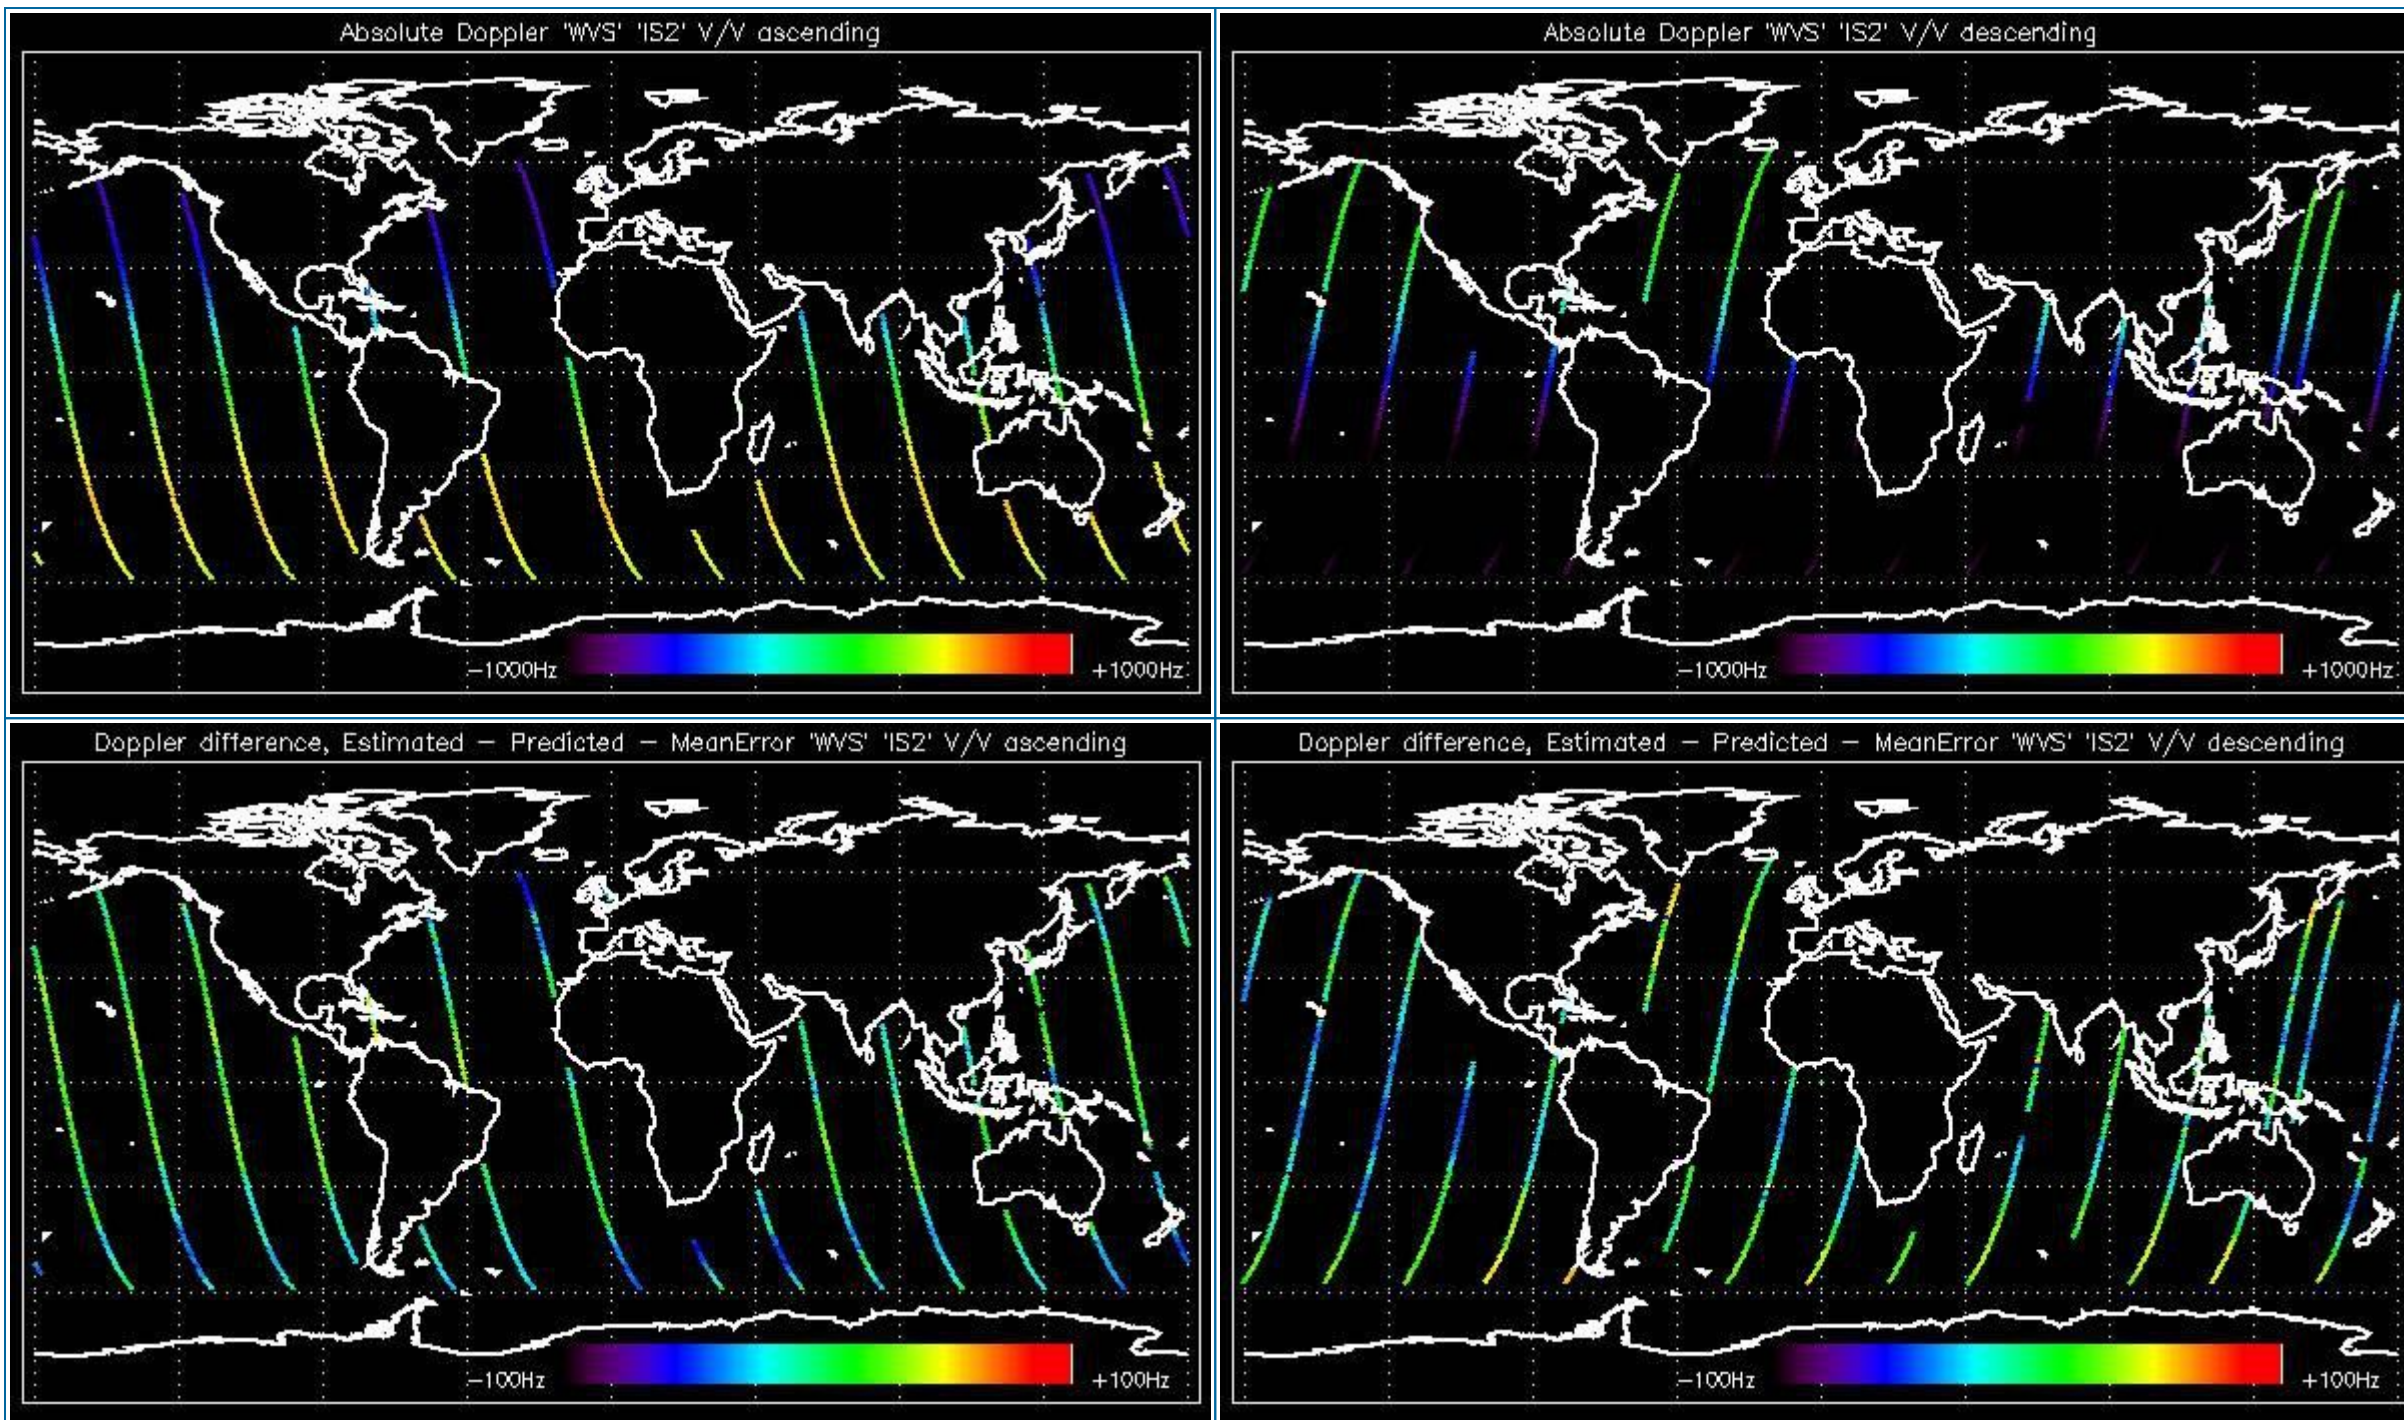 Absolute Doppler 'WVS' 'IS2' V/V ascending
-1000Hz
+1000Hz
Absolute Doppler 'WVS' 'IS2' V/V descending
-1000Hz
+1000Hz
Doppler difference, Estimated - Predicted - MeanError 'WVS' 'IS2' V/V ascending
-100Hz
+100Hz
Doppler difference, Estimated - Predicted - MeanError 'WVS' 'IS2' V/V descending
-100Hz
+100Hz